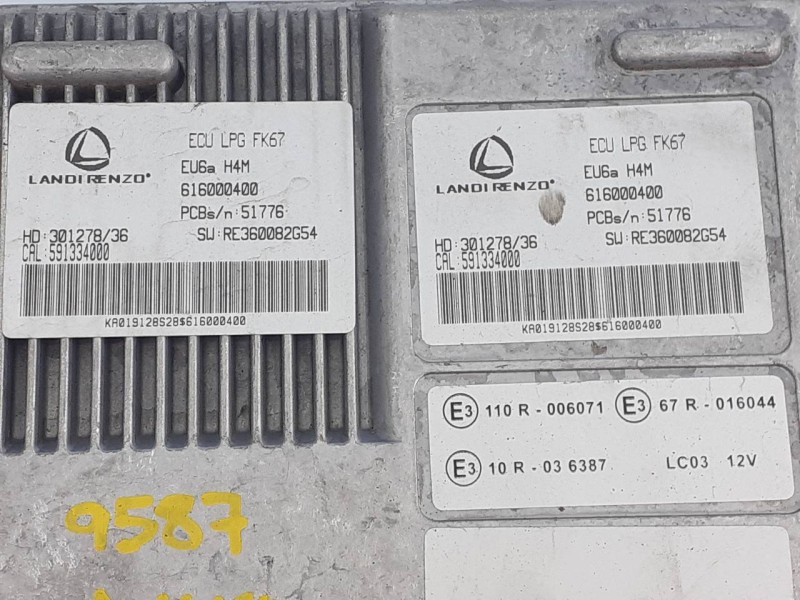 ECU LPG FK67
LANDIRENZO®
EU6a H4M
616000400
PCBs/n:51776
HD:301278/36 SW:RE360082G54
CAL:591334000
KA019128S28$616000400
ECU LPG FK67
LANDIRENZO®
EU6a H4M
616000400
PCBs/n:51776
HD:301278/36 SW:RE360082G54
CAL:591334000
KA019128S28$616000400
E3 110 R - 006071 E3 67 R - 016044
E3 10 R - 03 6387 LC03 12V
9587